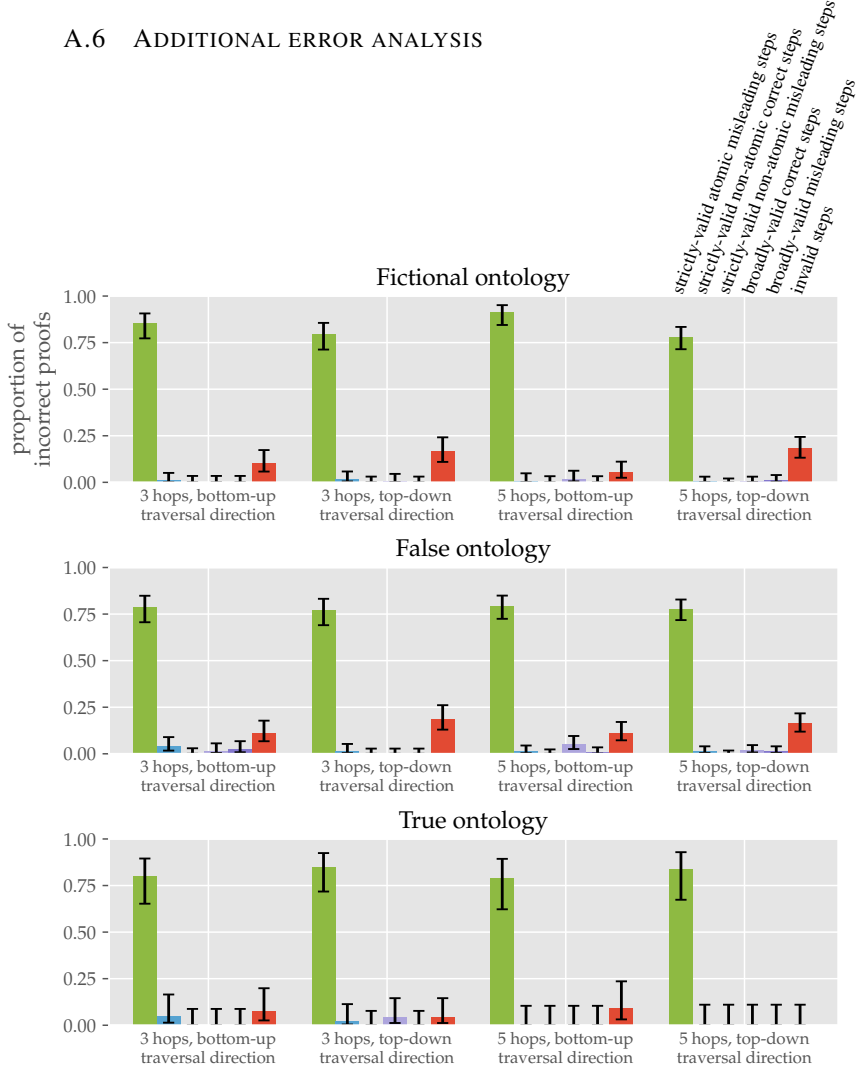 A.6 ADDITIONAL ERROR ANALYSIS
strictly-valid atomic misleading steps
strictly-valid non-atomic correct steps
strictly-valid non-atomic misleading steps
broadly-valid correct steps
broadly-valid misleading steps
invalid steps
Fictional ontology
proportion of
incorrect proofs
1.00
0.75
0.25
0.00
3 hops, bottom-up
traversal direction
3 hops, top-down
traversal direction
5 hops, bottom-up
traversal direction
5 hops, top-down
traversal direction
False ontology
1.00
0.75
0.50
0.25
0.00
3 hops, bottom-up
traversal direction
3 hops, top-down
traversal direction
5 hops, bottom-up
traversal direction
5 hops, top-down
traversal direction
True ontology
1.00
0.75
0.50
0.25
0.00
3 hops, bottom-up
traversal direction
3 hops, top-down
traversal direction
5 hops, bottom-up
traversal direction
5 hops, top-down
traversal direction